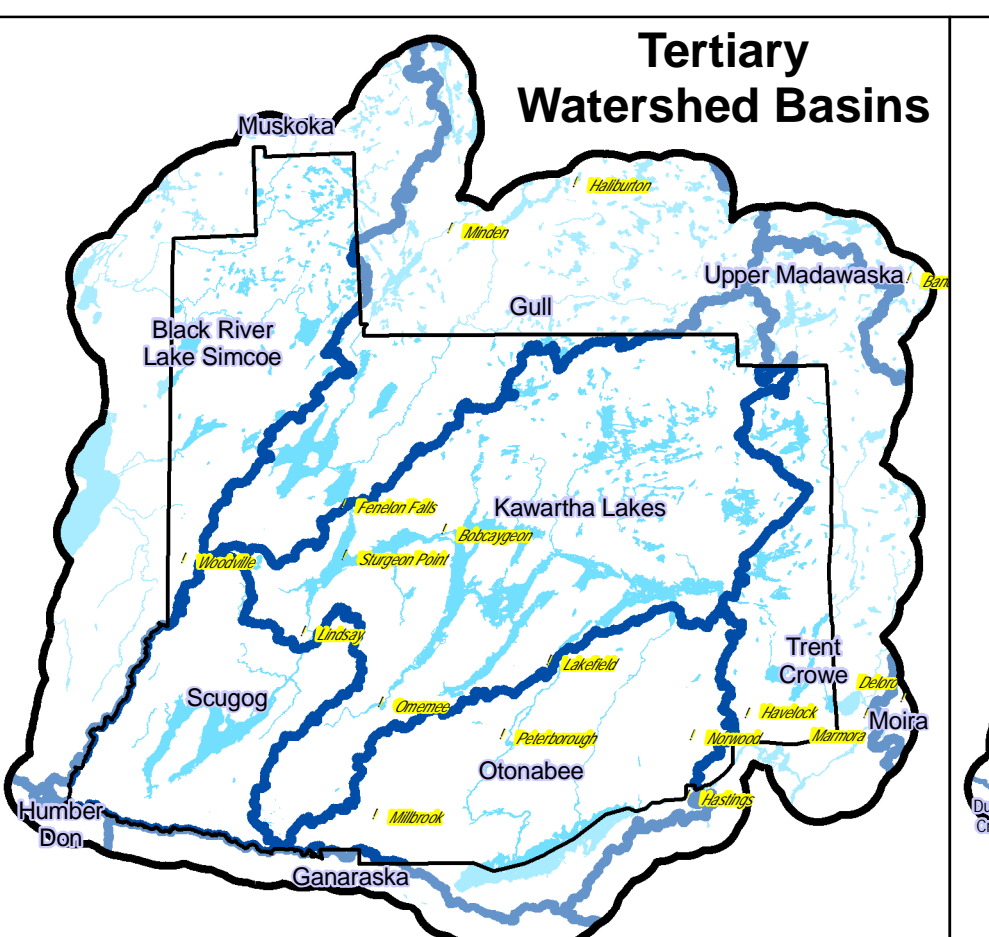 Tertiary
Watershed Basins
Muskoka
Haliburton
Minden
Upper Madawaska
Gull
Black River
Lake Simcoe
Fenelon Falls
Kawartha Lakes
Bobcaygeon
Sturgeon Point
Woodville
Lindsay
Trent
Crowe
Lakefield
Deloro
Scugog
Omemee
Havelock
Moira
Peterborough
Norwood
Marmora
Otonabee
Hastings
Humber
Don
Millbrook
Ganaraska